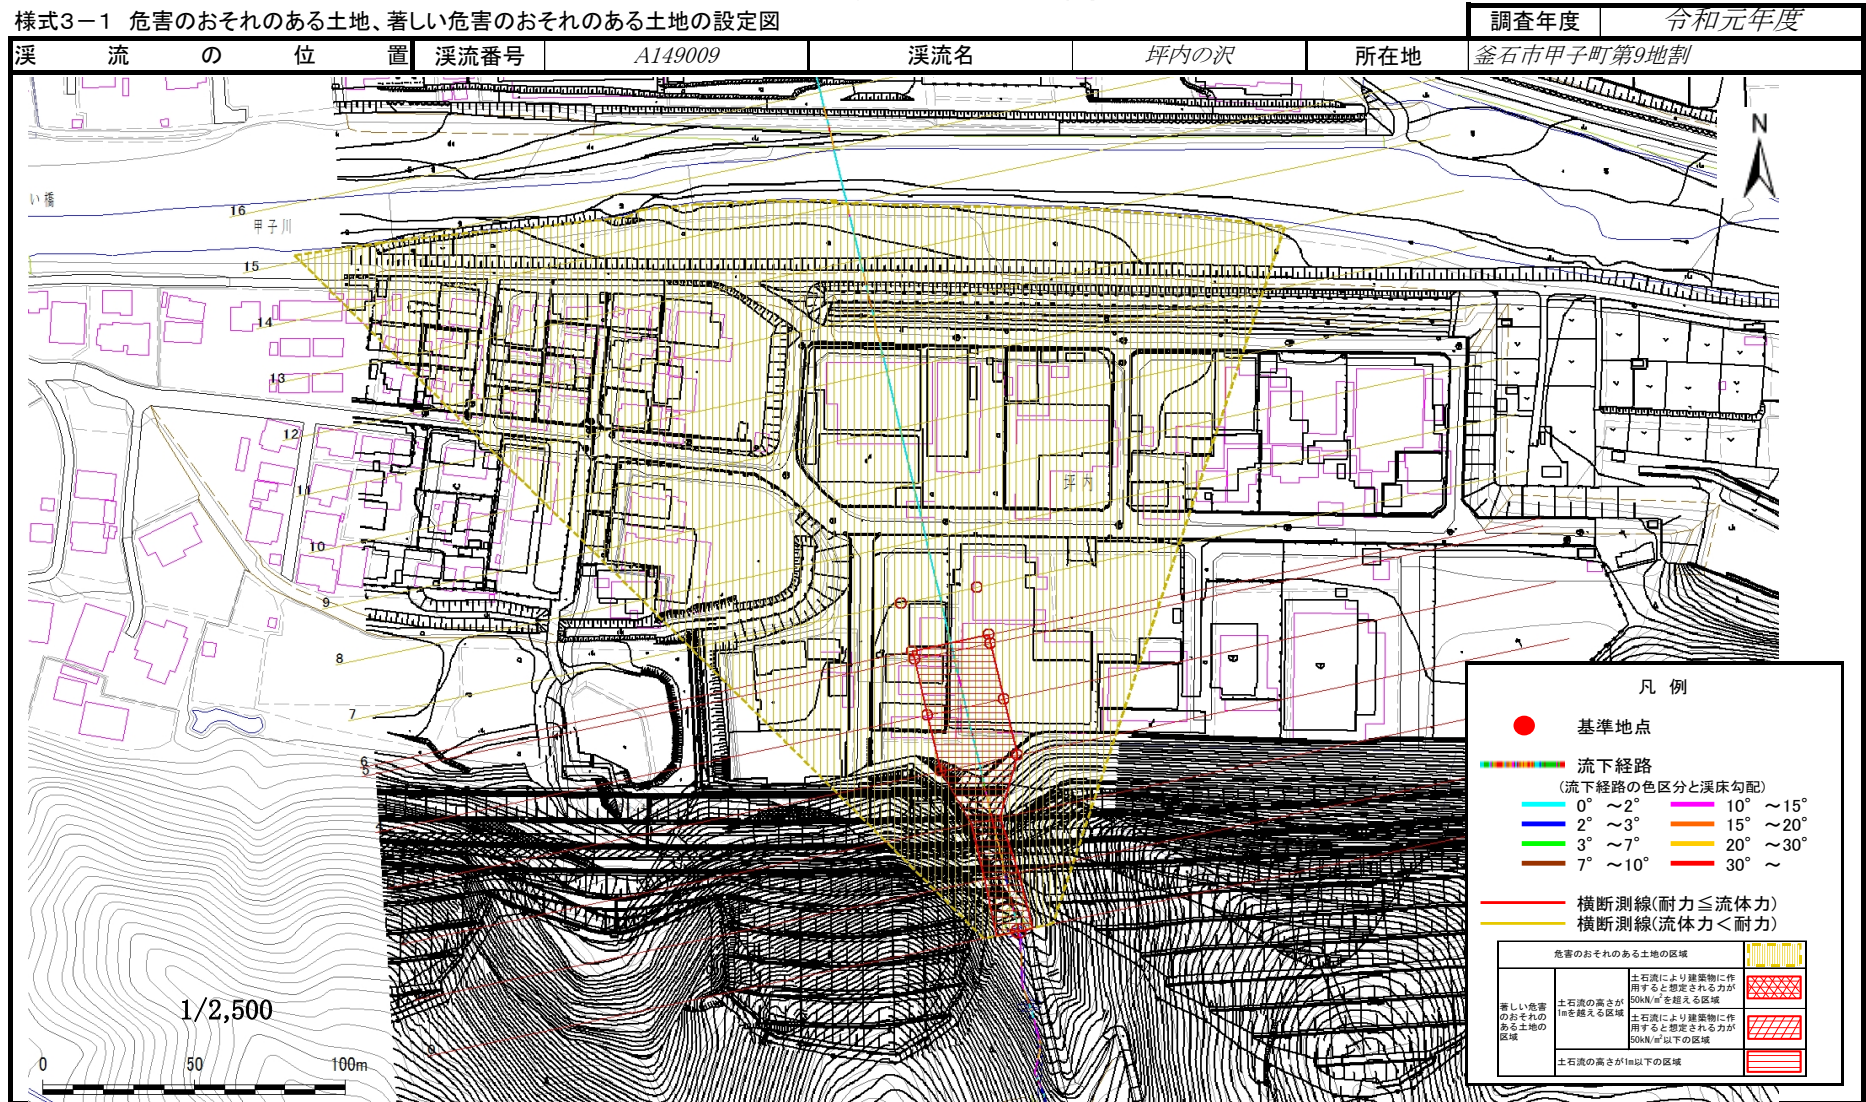 様式3－1 危害のおそれのある土地、著しい危害のおそれのある土地の設定図
調査年度 令和元年度
渓流の位置 渓流番号 A149009 渓流名 坪内の沢 所在地 釜石市甲子町第9地割
N
い橋
16
甲子川
15
14
13
12
11
坪内
10
9
8
7
6
5
4
0
1/2,500
0 50 100m
凡例
基準地点
流下経路
(流下経路の色区分と渓床勾配)
0° ～2° 10° ～15°
2° ～3° 15° ～20°
3° ～7° 20° ～30°
7° ～10° 30° ～
横断測線(耐力≦流体力)
横断測線(流体力＜耐力)
危害のおそれのある土地の区域
著しい危害
のおそれの
ある土地の
区域
土石流の高さが
1mを越える区域
土石流により建築物に作
用すると想定される力が
50kN/㎡を超える区域
土石流により建築物に作
用すると想定される力が
50kN/㎡以下の区域
土石流の高さが1m以下の区域